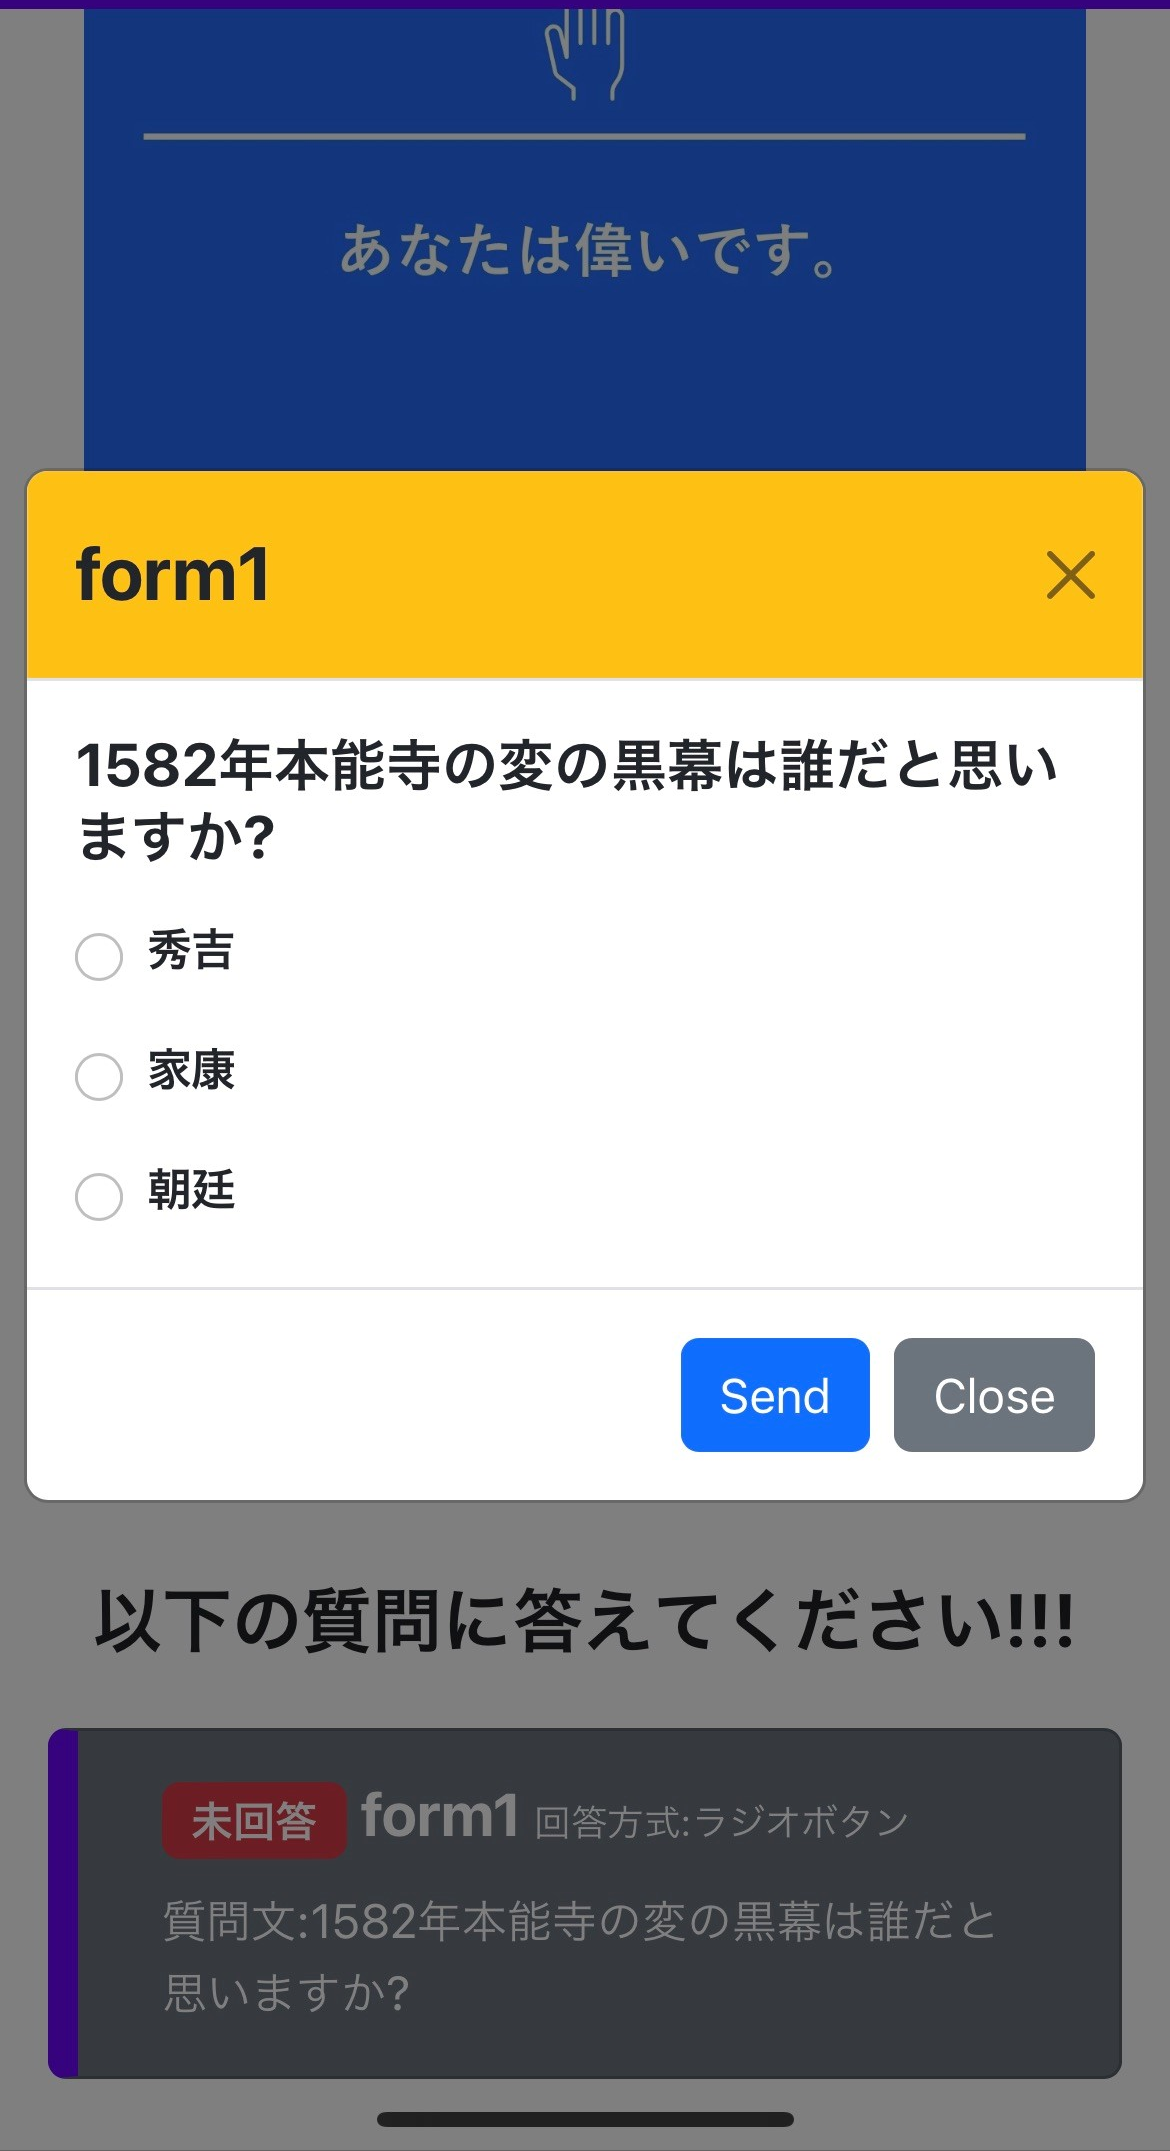 あなたは偉いです。
form1
1582年本能寺の変の黒幕は誰だと思い
ますか?
秀吉
家康
朝廷
Send
Close
以下の質問に答えてください!!!
未回答 form1 回答方式:ラジオボタン
質問文:1582年本能寺の変の黒幕は誰だと
思いますか?